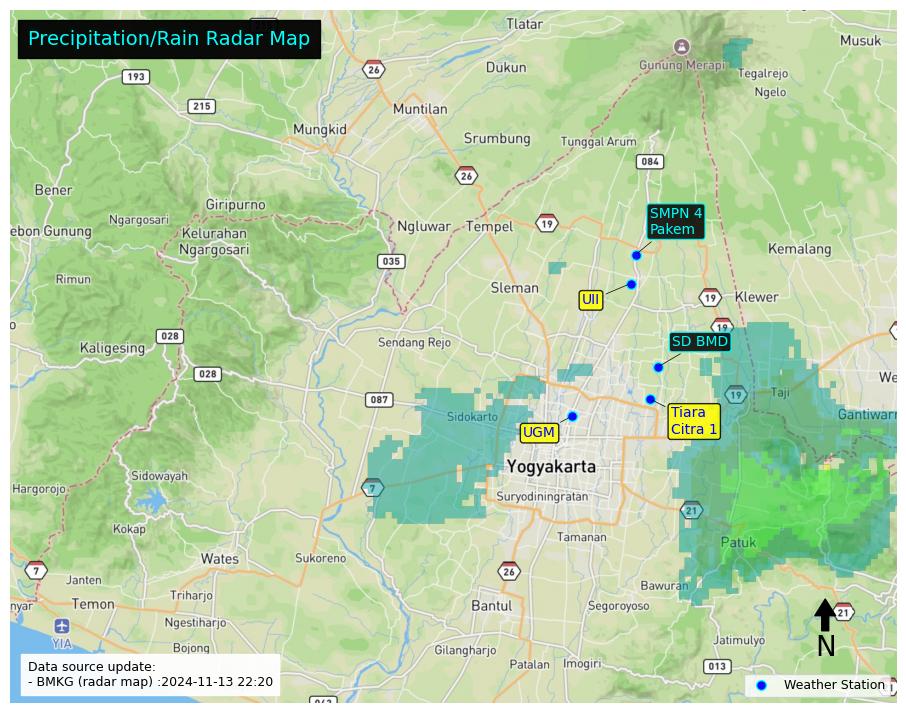 Precipitation/Rain Radar Map
Tlatar
Musuk
26
Dukun
Gunung Merapi
Tegalrejo
193
Ngelo
215
Muntilan
Mungkid
Srumbung
Tunggal Arum
084
26
Bener
Giripurno
SMPN 4
Pakem
Ngargosari
Ngluwar
Tempel
19
ebon Gunung
Kelurahan
Ngargosari
Kemalang
035
Rimun
Sleman
UII
19
Klewer
19
028
Kaligesing
Sendang Rejo
SD BMD
028
We
087
19
Taji
Sidokarto
Tiara
Citra 1
Gantiwar
UGM
Yogyakarta
Sidowayah
Hargorojo
7
Suryodiningratan
21
Kokap
Tamanan
Patuk
Wates
Sukoreno
7
26
Janten
Bawuran
Triharjo
nyar
Temon
Bantul
Segoroyoso
21
Ngestiharjo
YIA
Bojong
Gilangharjo
Jatimulyo
N
Patalan
Imogiri
013
Data source update:
- BMKG (radar map) :2024-11-13 22:20
Weather Station